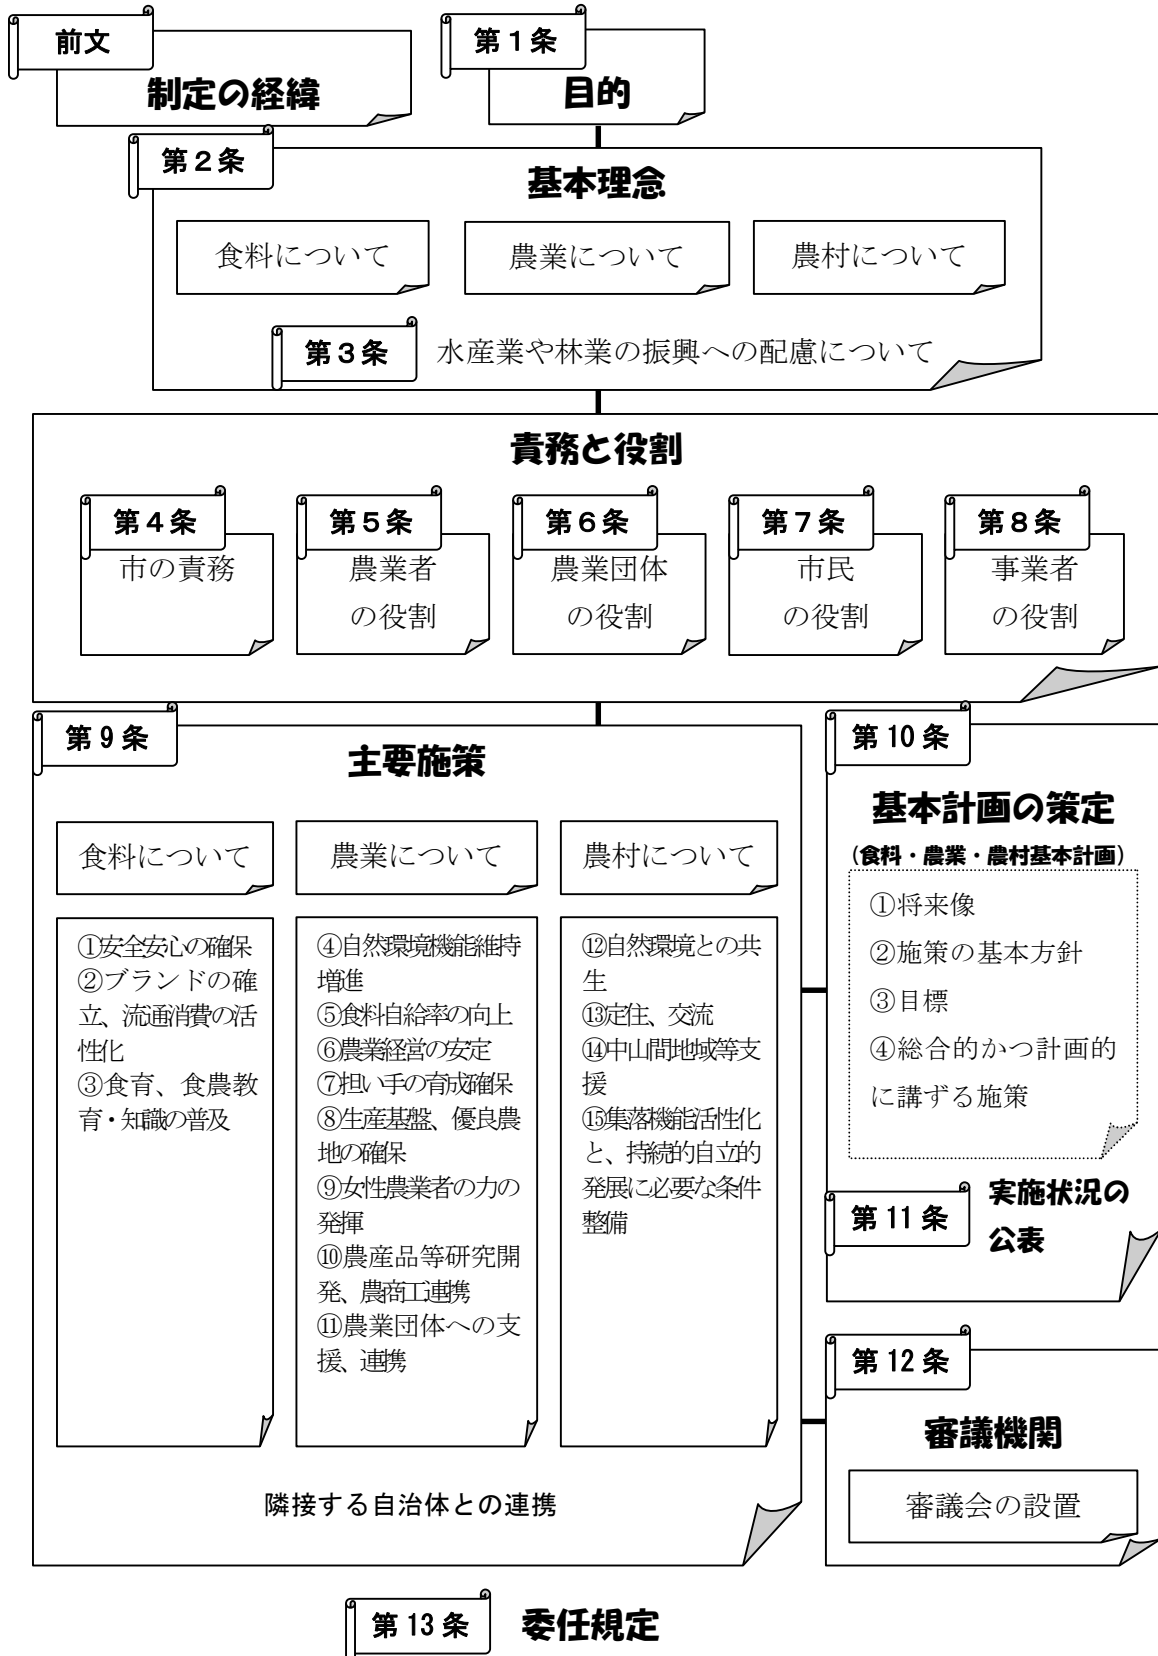 前文
制定の経緯
第1条
目的
第2条
基本理念
食料について
農業について
農村について
第3条
水産業や林業の振興への配慮について
責務と役割
第4条
市の責務
第5条
農業者
の役割
第6条
農業団体
の役割
第7条
市民
の役割
第8条
事業者
の役割
第9条
主要施策
食料について
①安全安心の確保
②ブランドの確
立、流通消費の活
性化
③食育、食農教
育・知識の普及
農業について
④自然環境機能維持
増進
⑤食料自給率の向上
⑥農業経営の安定
⑦担い手の育成確保
⑧生産基盤、優良農
地の確保
⑨女性農業者の力の
発揮
⑩農産品等研究開
発、農商工連携
⑪農業団体への支
援、連携
農村について
⑫自然環境との共
生
⑬定住、交流
⑭中山間地域等支
援
⑮集落機能活性化
と、持続的自立的
発展に必要な条件
整備
隣接する自治体との連携
第10条
基本計画の策定
(食料・農業・農村基本計画)
①将来像
②施策の基本方針
③目標
④総合的かつ計画的
に講ずる施策
第11条
実施状況の
公表
第12条
審議機関
審議会の設置
第13条
委任規定